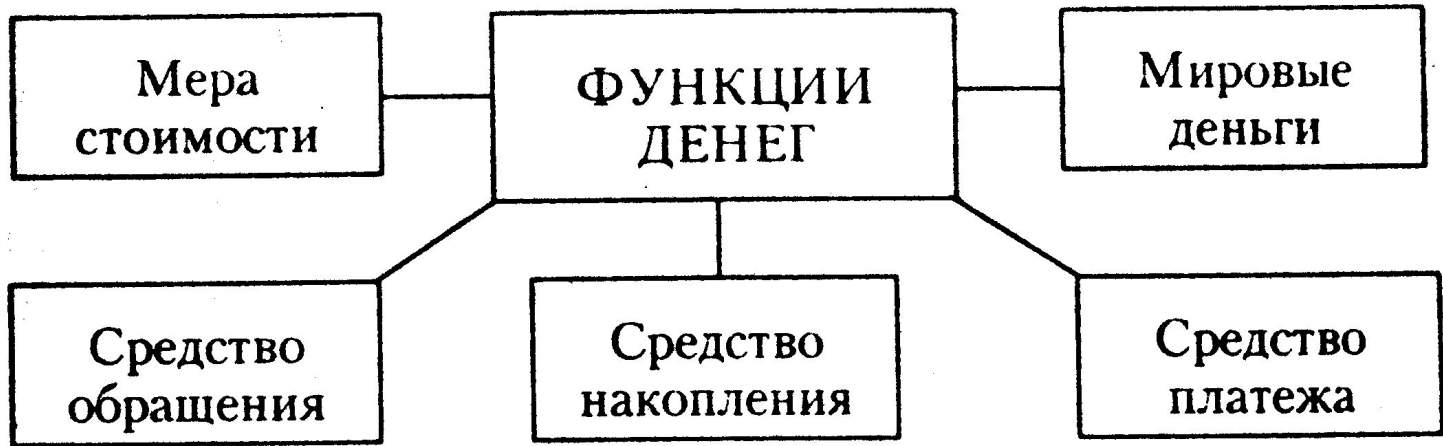 Мера
стоимости
ФУНКЦИИ
ДЕНЕГ
Мировые
деньги
Средство
обращения
Средство
накопления
Средство
платежа